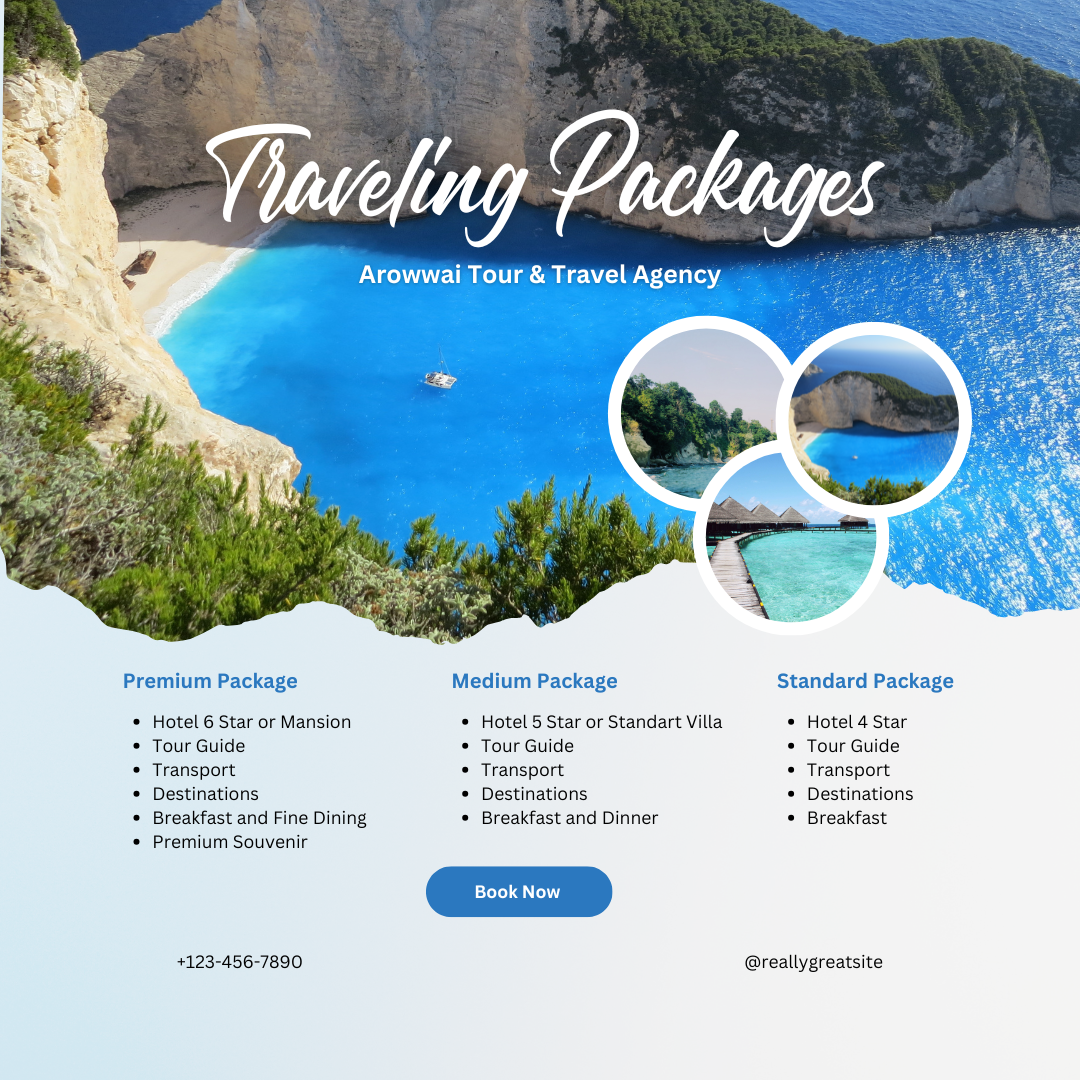 Traveling Packages
Arowwai Tour & Travel Agency
Premium Package
• Hotel 6 Star or Mansion
• Tour Guide
• Transport
• Destinations
• Breakfast and Fine Dining
• Premium Souvenir
Medium Package
• Hotel 5 Star or Standart Villa
• Tour Guide
• Transport
• Destinations
• Breakfast and Dinner
Standard Package
• Hotel 4 Star
• Tour Guide
• Transport
• Destinations
• Breakfast
Book Now
+123-456-7890
@reallygreatsite